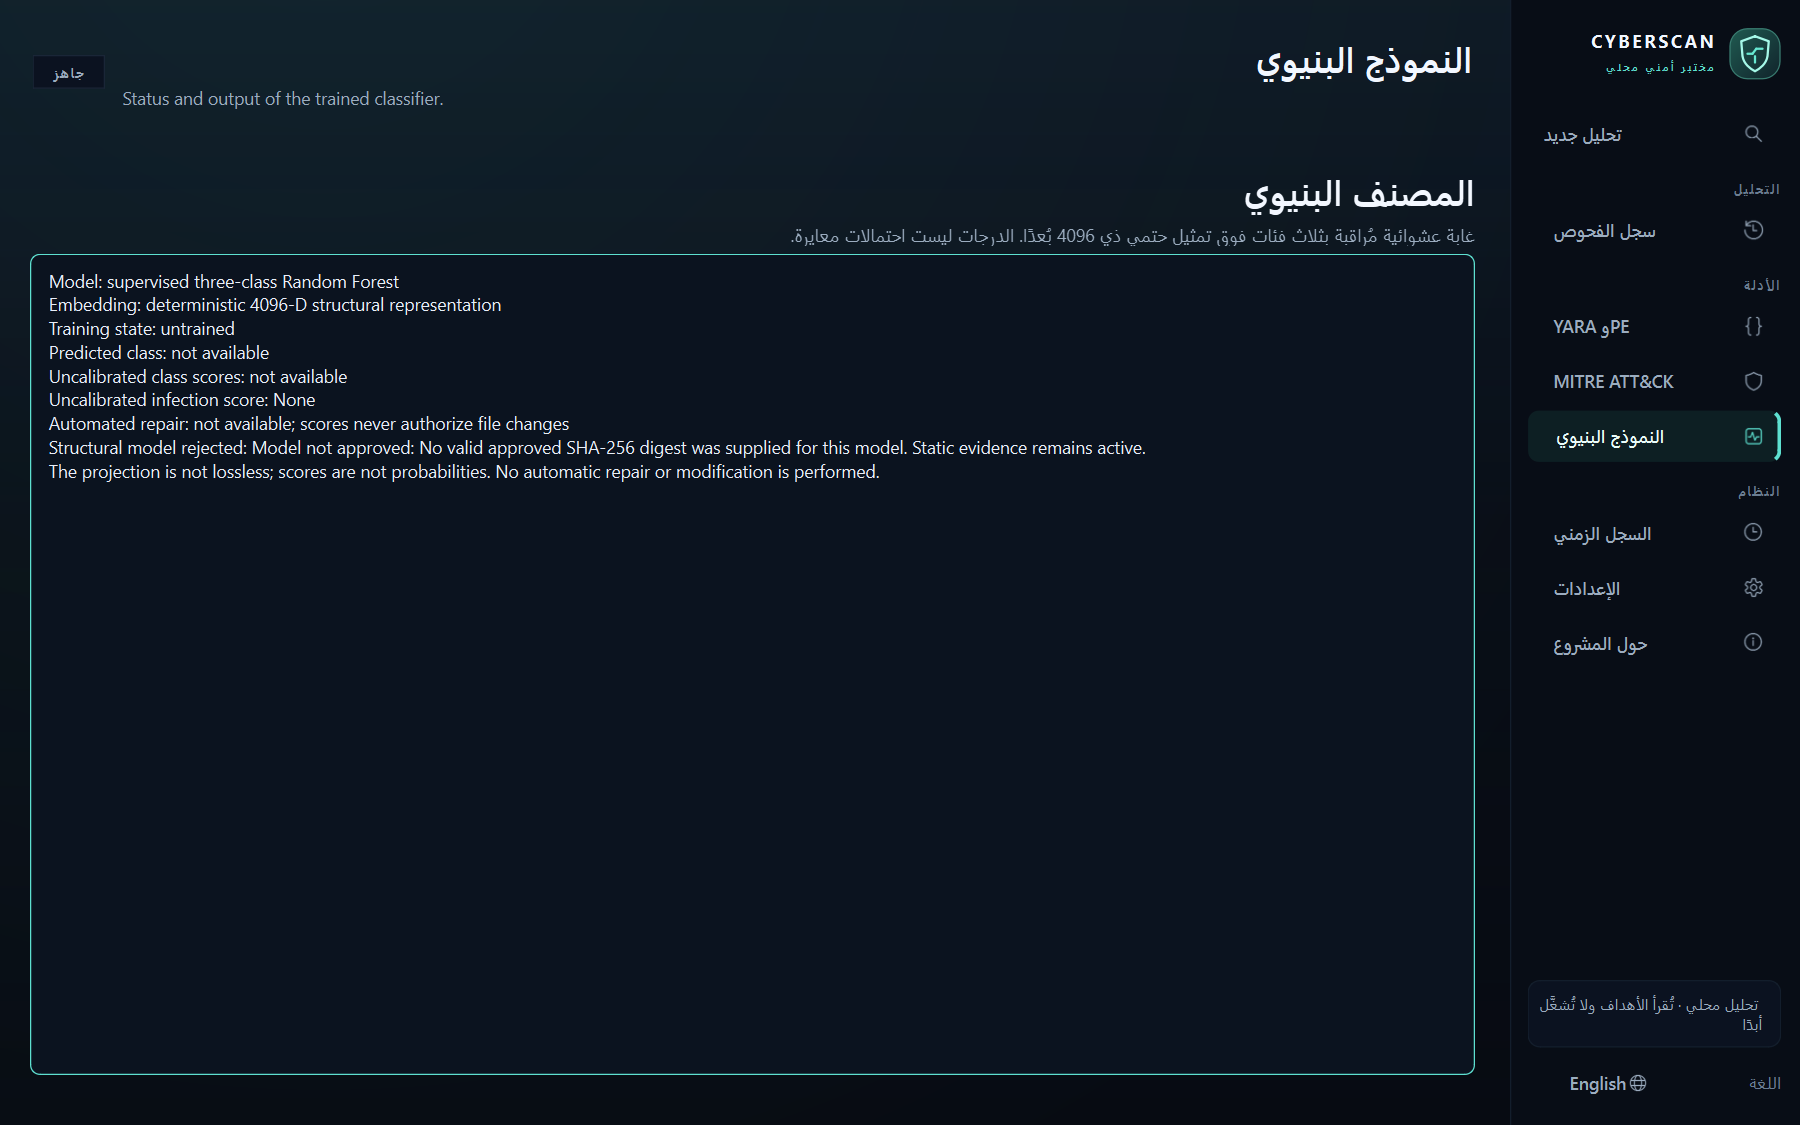 CYBERSCAN
مختبر أمني محلي
تحليل جديد
التحليل
سجل الفحوص
الأدلة
YARA وPE
MITRE ATT&CK
النموذج البنيوي
النظام
السجل الزمني
الإعدادات
حول المشروع
تحليل محلي · تُقرأ الأهداف ولا تُشغَّل
أبدًا
اللغة
English
النموذج البنيوي
جاهز
Status and output of the trained classifier.
المصنف البنيوي
غابة عشوائية مُراقبة بثلاث فئات فوق تمثيل حتمي ذي 4096 بُعدًا. الدرجات ليست احتمالات معايرة.
Model: supervised three-class Random Forest
Embedding: deterministic 4096-D structural representation
Training state: untrained
Predicted class: not available
Uncalibrated class scores: not available
Uncalibrated infection score: None
Automated repair: not available; scores never authorize file changes
Structural model rejected: Model not approved: No valid approved SHA-256 digest was supplied for this model. Static evidence remains active.
The projection is not lossless; scores are not probabilities. No automatic repair or modification is performed.